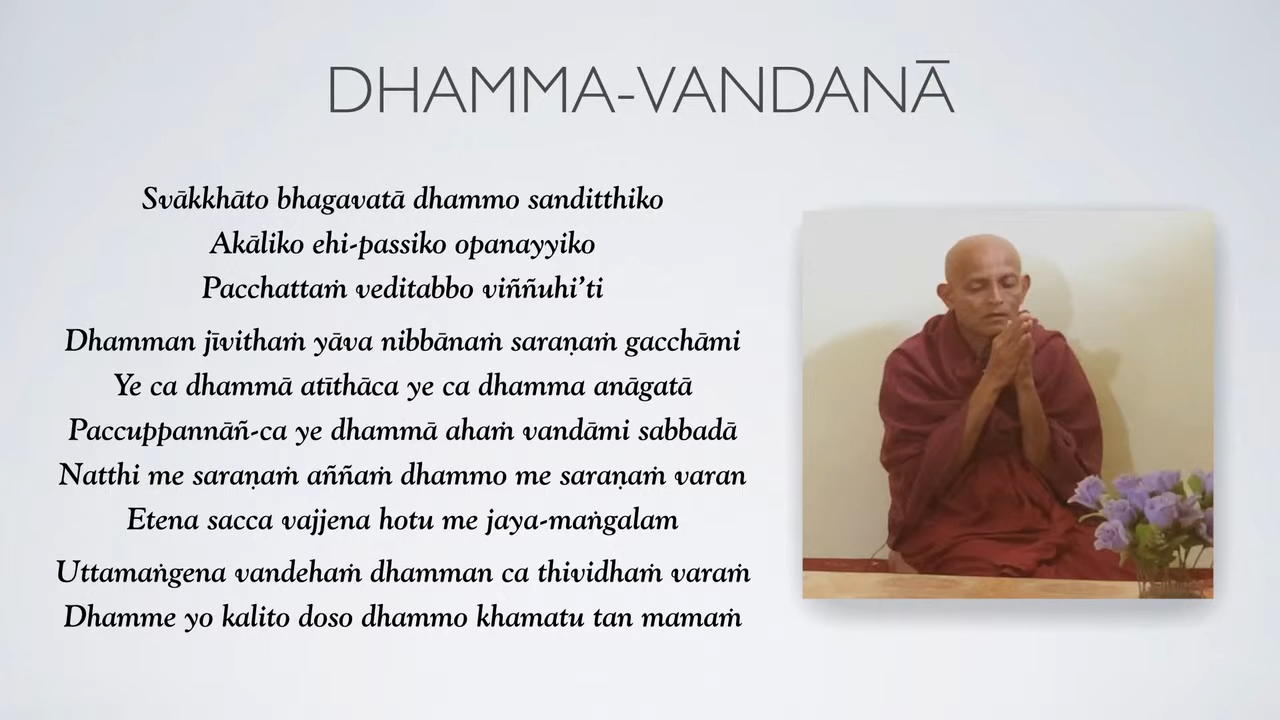 DHAMMA-VANDANĀ
Svākkhāto bhagavatā dhammo sanditthiko
Akāliko ehi-passiko opanayyiko
Pacchattaṁ veditabbo viññuhi’ti
Dhamman jīvithaṁ yāva nibbānaṁ saraṇaṁ gacchāmi
Ye ca dhammā atīthāca ye ca dhamma anāgatā
Paccuppannāñ-ca ye dhammā ahaṁ vandāmi sabbadā
Natthi me saraṇaṁ aññaṁ dhammo me saraṇaṁ varan
Etena sacca vajjena hotu me jaya-maṅgalam
Uttamaṅgena vandehaṁ dhamman ca thividhaṁ varaṁ
Dhamme yo kalito doso dhammo khamatu tan mamaṁ